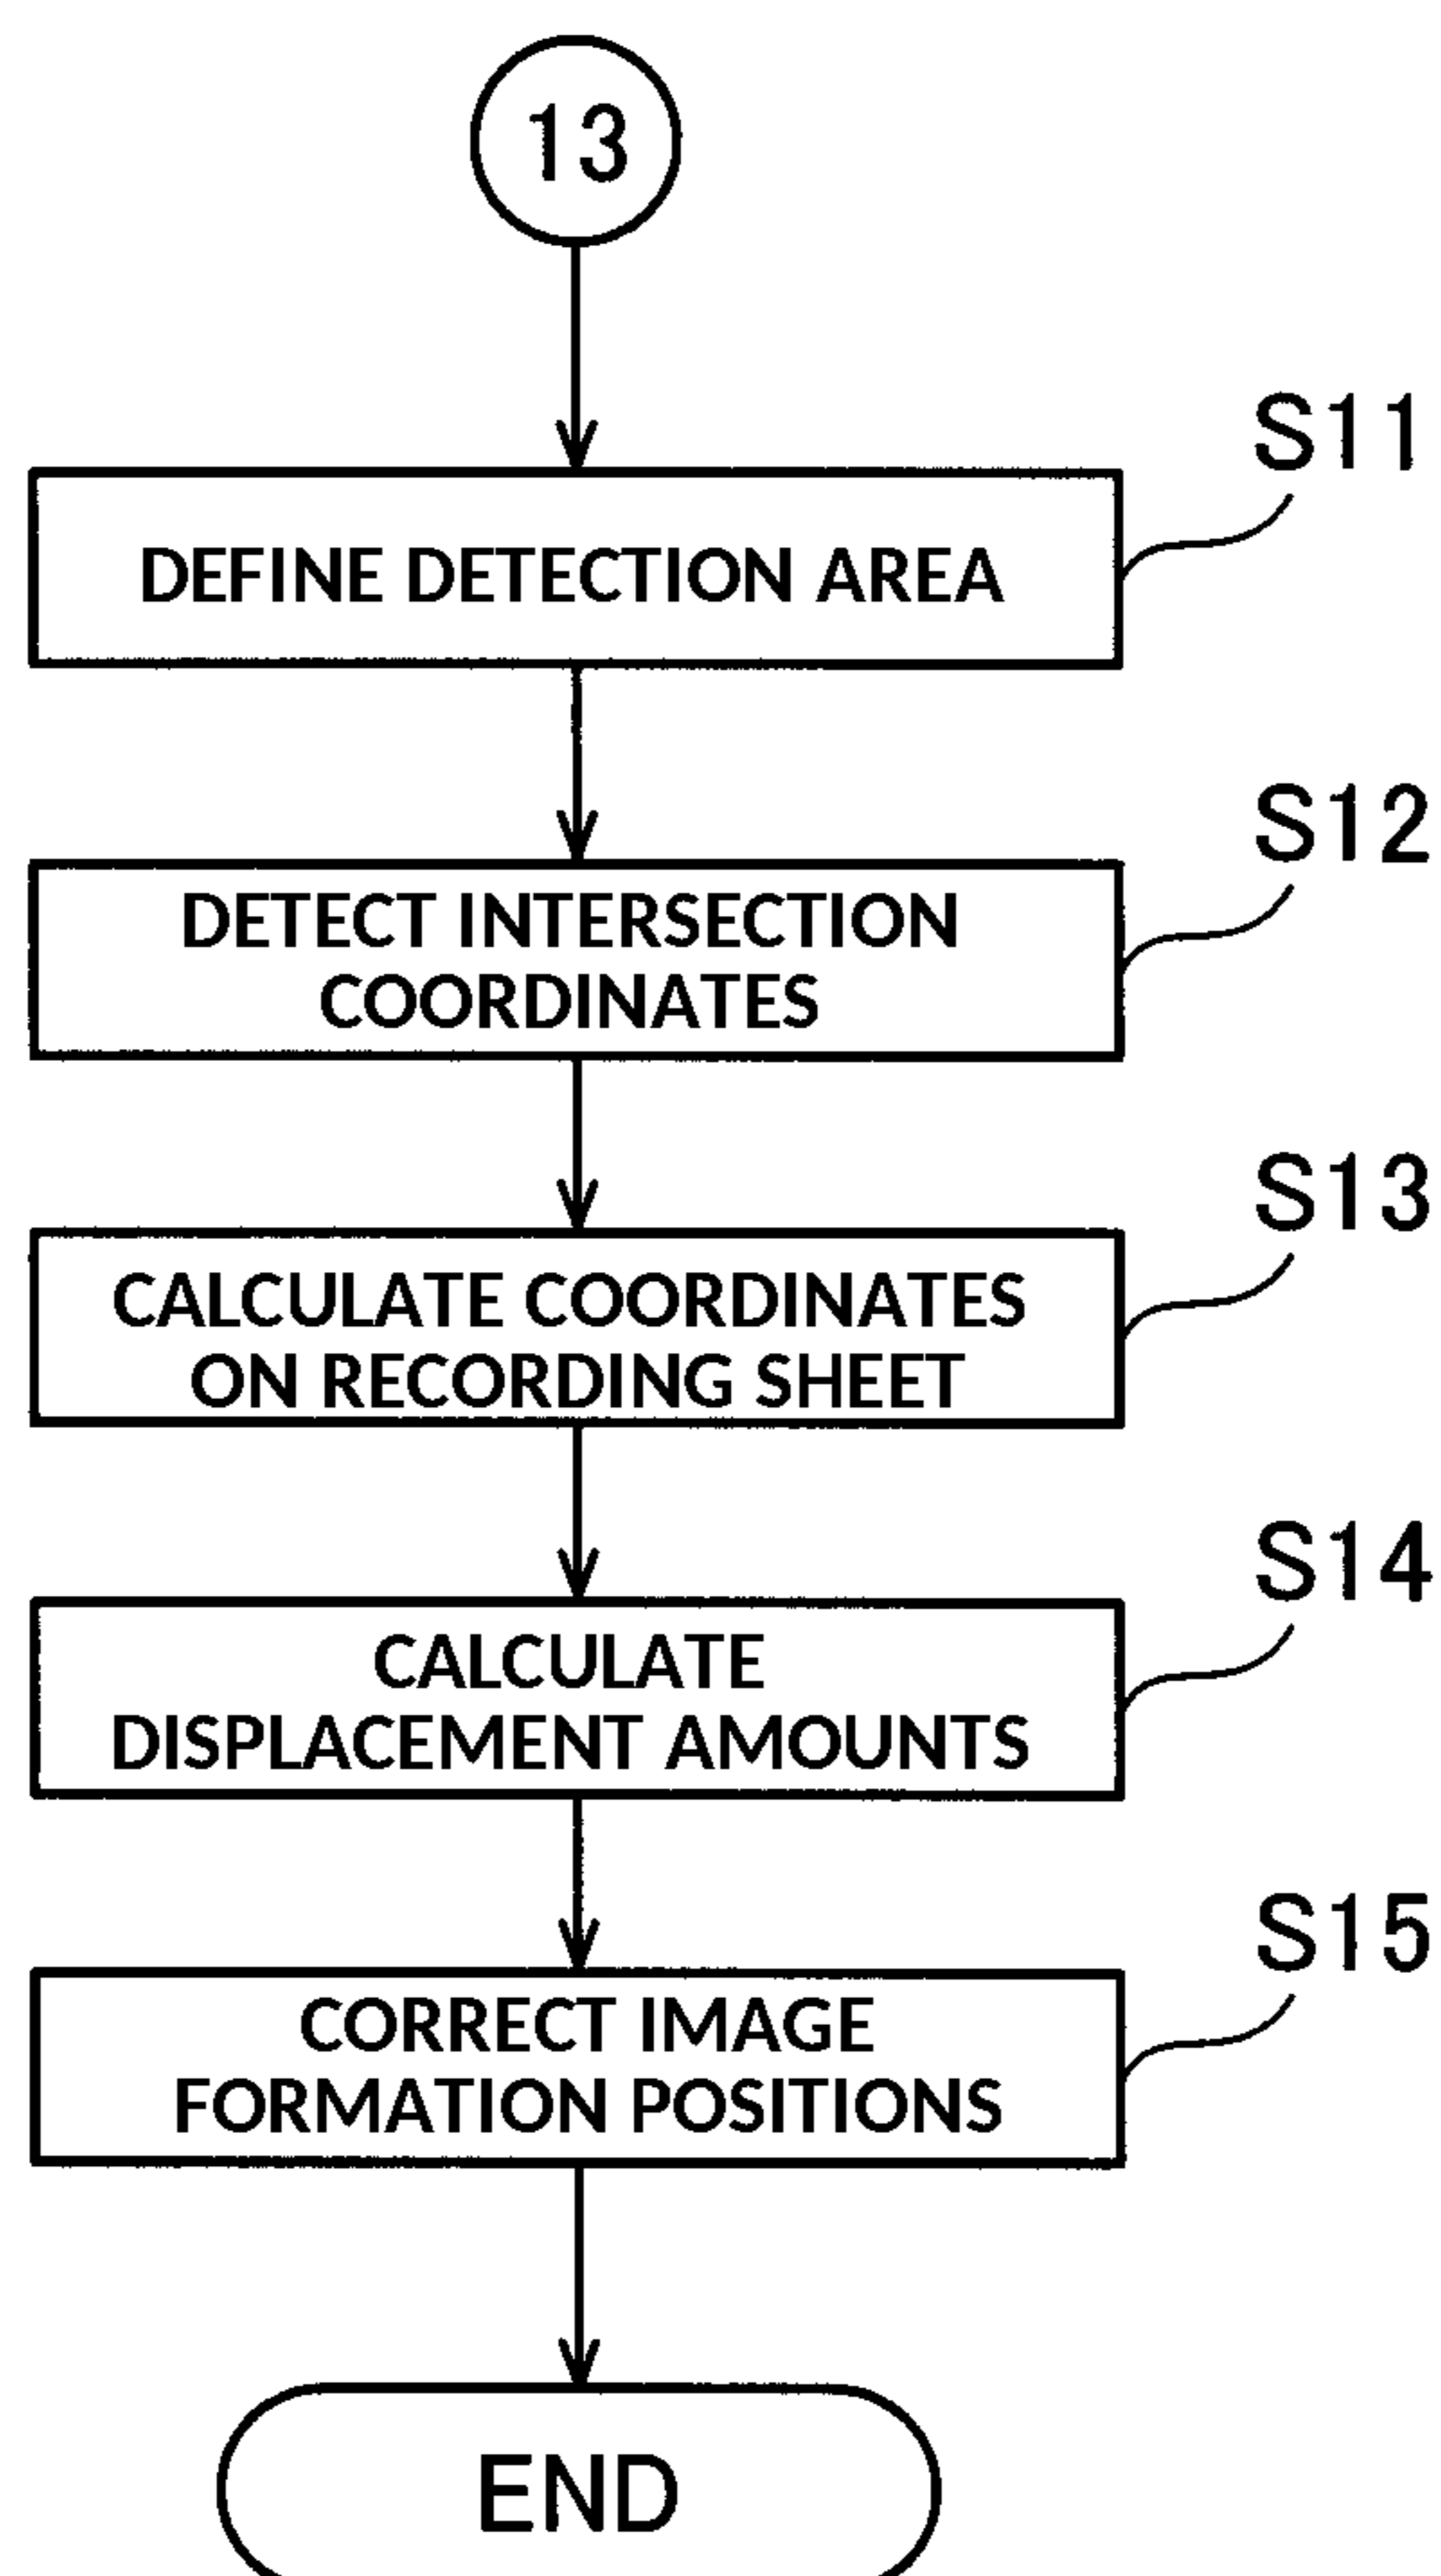 13
S11
DEFINE DETECTION AREA
S12
DETECT INTERSECTION
COORDINATES
S13
CALCULATE COORDINATES
ON RECORDING SHEET
S14
CALCULATE
DISPLACEMENT AMOUNTS
S15
CORRECT IMAGE
FORMATION POSITIONS
END